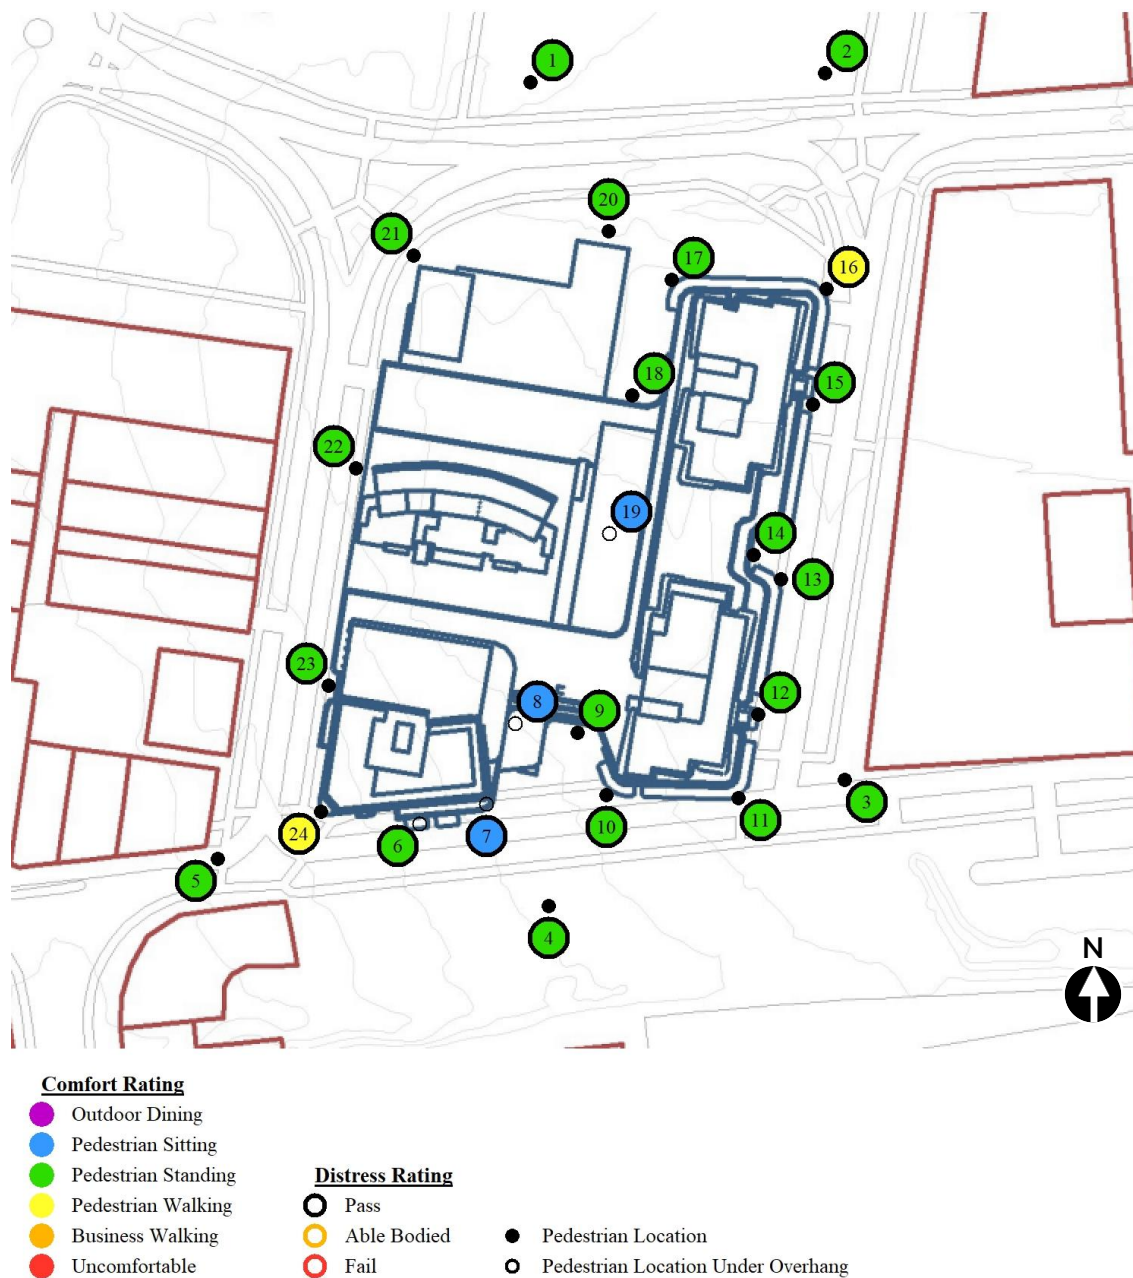 1
2
20
21
17
16
18
15
22
19
14
13
23
8
9
12
24
6
7
10
11
3
5
4
N
Comfort Rating
Outdoor Dining
Pedestrian Sitting
Pedestrian Standing
Distress Rating
Pedestrian Walking
Pass
Business Walking
Able Bodied
Pedestrian Location
Uncomfortable
Fail
Pedestrian Location Under Overhang